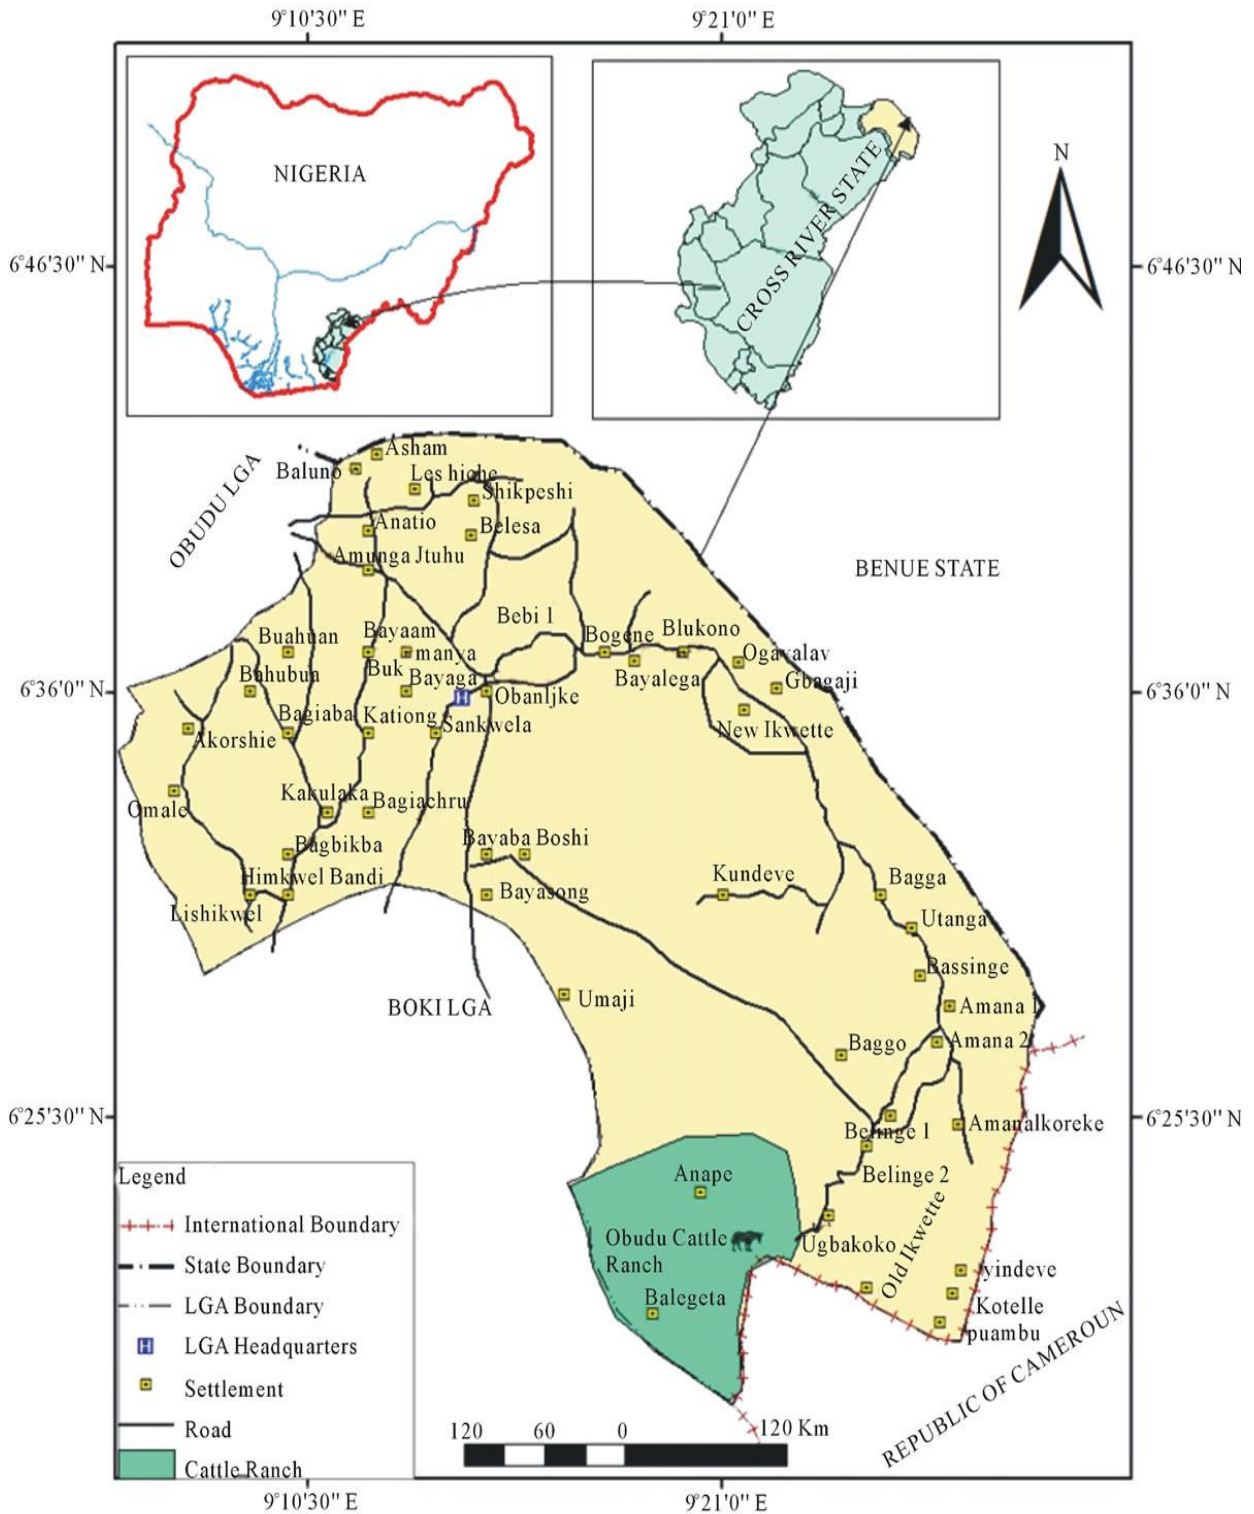 9°10'30" E
9°21'0" E
NIGERIA
CROSS RIVER STATE
N
6°46'30" N
6°46'30" N
OBUDU LGA
Asham
Baluno
Les hiche
Shikpeshi
Anatio
Belesa
Amunga Jtuhu
BENUE STATE
Bebi 1
Buahuan
Bayaam
manya
Bogene
Blukono
Ogavalav
Buk
Bayaga
Bayalega
Bahubua
Gbagaji
6°36'0" N
6°36'0" N
H
Obanljke
Bagiaba
Kationg
Sankwela
New Ikwette
Akorshie
Omale
Kakulaka
Bagiachru
Bagbikba
Bayaba
Boshi
Himkwel
Bandi
Kundeve
Bagga
Lishikwel
Bayasong
Utanga
Bassinge
BOKI LGA
Umaji
Amana 1
Baggo
Amana 2
6°25'30" N
6°25'30" N
Amanalkoreke
Belinge 1
Belinge 2
Anape
Obudu Cattle
Ranch
Ugbakoko
Old Ikwette
Balegeta
yindeve
Kotelle
puambu
REPUBLIC OF CAMEROUN
Legend
International Boundary
State Boundary
LGA Boundary
H
LGA Headquarters
Settlement
Road
Cattle Ranch
120 60 0 120 Km
9°10'30" E
9°21'0" E